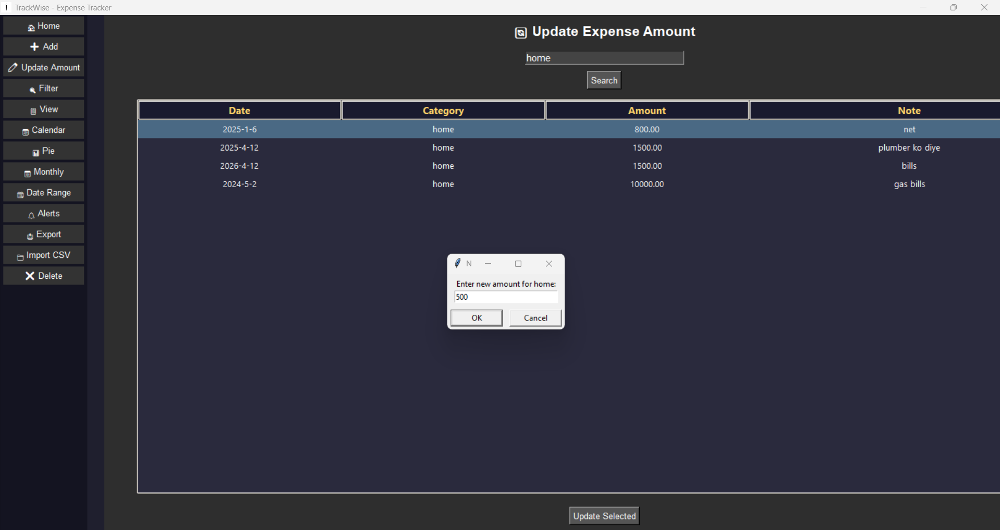 TrackWise - Expense Tracker
Home
Add
Update Amount
Filter
View
Calendar
Pie
Monthly
Date Range
Alerts
Export
Import CSV
Delete
Update Expense Amount
home
Search
Date Category Amount Note
2025-1-6 home 800.00 net
2025-4-12 home 1500.00 plumber ko diye
2026-4-12 home 1500.00 bills
2024-5-2 home 10000.00 gas bills
N
Enter new amount for home:
500
OK Cancel
Update Selected